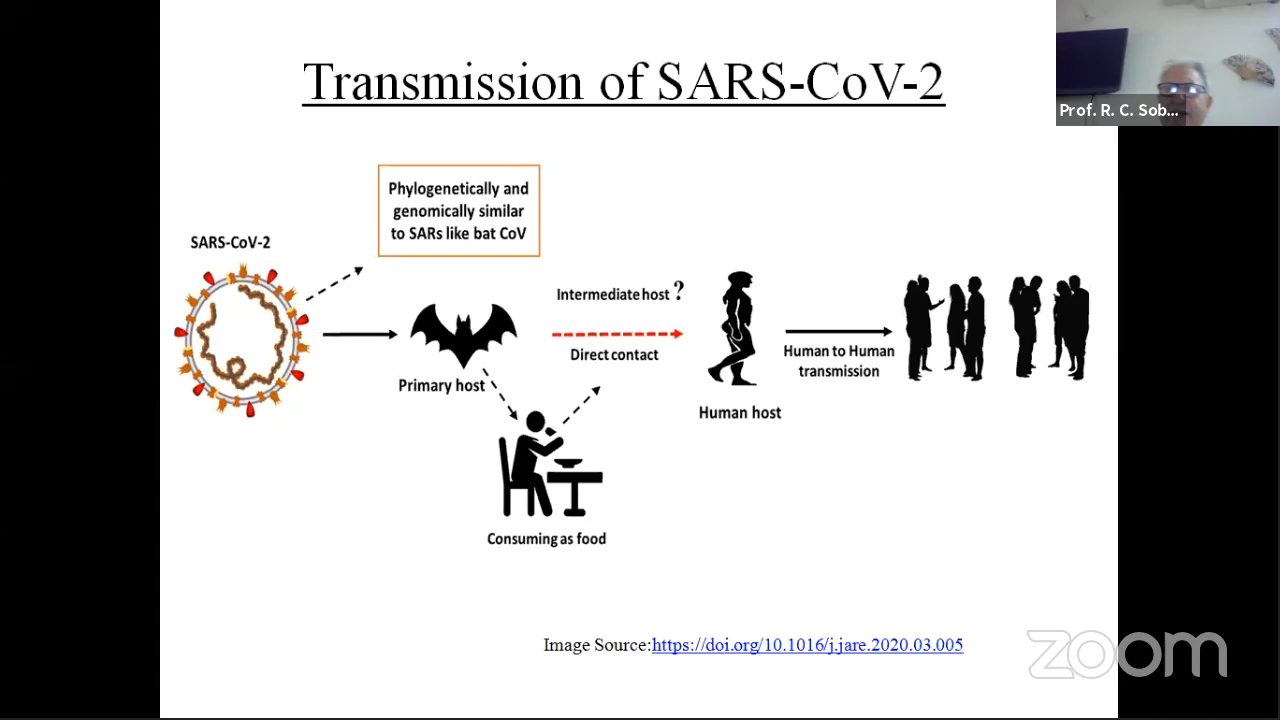 Transmission of SARS-CoV-2
Prof. R. C. Sob...
Phylogenetically and
genomically similar
to SARs like bat CoV
SARS-CoV-2
Intermediate host ?
Direct contact
Primary host
Human to Human
transmission
Human host
Consuming as food
Image Source:https://doi.org/10.1016/j.jare.2020.03.005
zoom